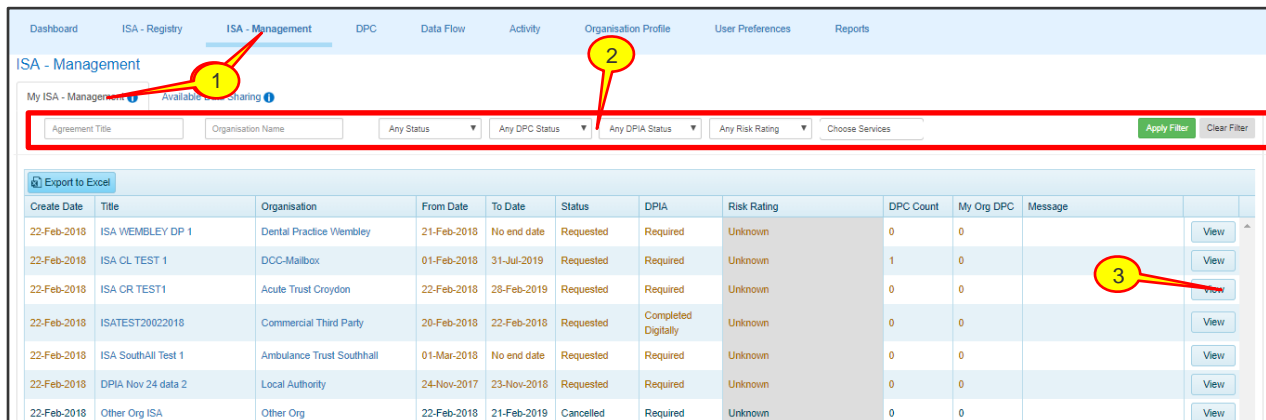 Dashboard ISA - Registry ISA - Management DPC Data Flow Activity Organisation Profile User Preferences Reports
2
ISA - Management
1
My ISA - Management Available Data Sharing
Agreement Title Organisation Name Any Status Any DPC Status Any DPIA Status Any Risk Rating Choose Services Apply Filter Clear Filter
Export to Excel
Create Date Title Organisation From Date To Date Status DPIA Risk Rating DPC Count My Org DPC Message
22-Feb-2018 ISA WEMBLEY DP 1 Dental Practice Wembley 21-Feb-2018 No end date Requested Required Unknown 0 0 View
22-Feb-2018 ISA CL TEST 1 DCC-Mailbox 01-Feb-2018 31-Jul-2019 Requested Required Unknown 1 0 View
3
22-Feb-2018 ISA CR TEST1 Acute Trust Croydon 22-Feb-2018 28-Feb-2019 Requested Required Unknown 0 0 View
22-Feb-2018 ISATEST20022018 Commercial Third Party 20-Feb-2018 22-Feb-2018 Requested Completed Digitally Unknown 0 0 View
22-Feb-2018 ISA SouthAll Test 1 Ambulance Trust Southhall 01-Mar-2018 No end date Requested Required Unknown 0 0 View
22-Feb-2018 DPIA Nov 24 data 2 Local Authority 24-Nov-2017 23-Nov-2018 Requested Required Unknown 0 0 View
22-Feb-2018 Other Org ISA Other Org 22-Feb-2018 21-Feb-2019 Cancelled Required Unknown 0 0 View